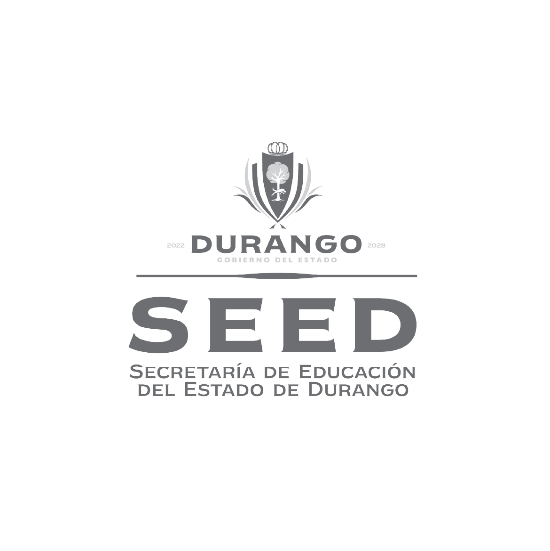 2022 DURANGO 2028
GOBIERNO DEL ESTADO
SEED
SECRETARÍA DE EDUCACIÓN
DEL ESTADO DE DURANGO